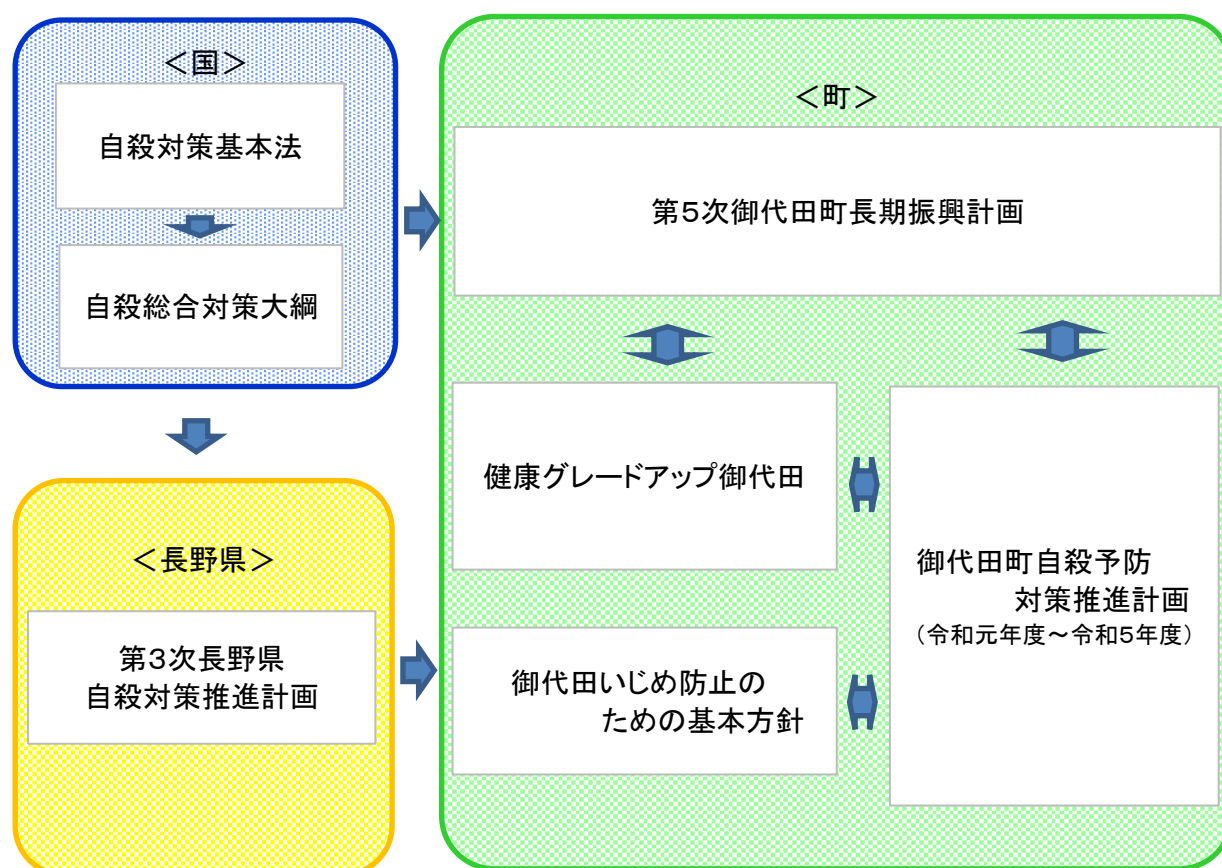 ＜国＞
自殺対策基本法
自殺総合対策大綱
＜長野県＞
第３次長野県
自殺対策推進計画
＜町＞
第５次御代田町長期振興計画
健康グレードアップ御代田
御代田いじめ防止の
ための基本方針
御代田町自殺予防
対策推進計画
（令和元年度～令和５年度）